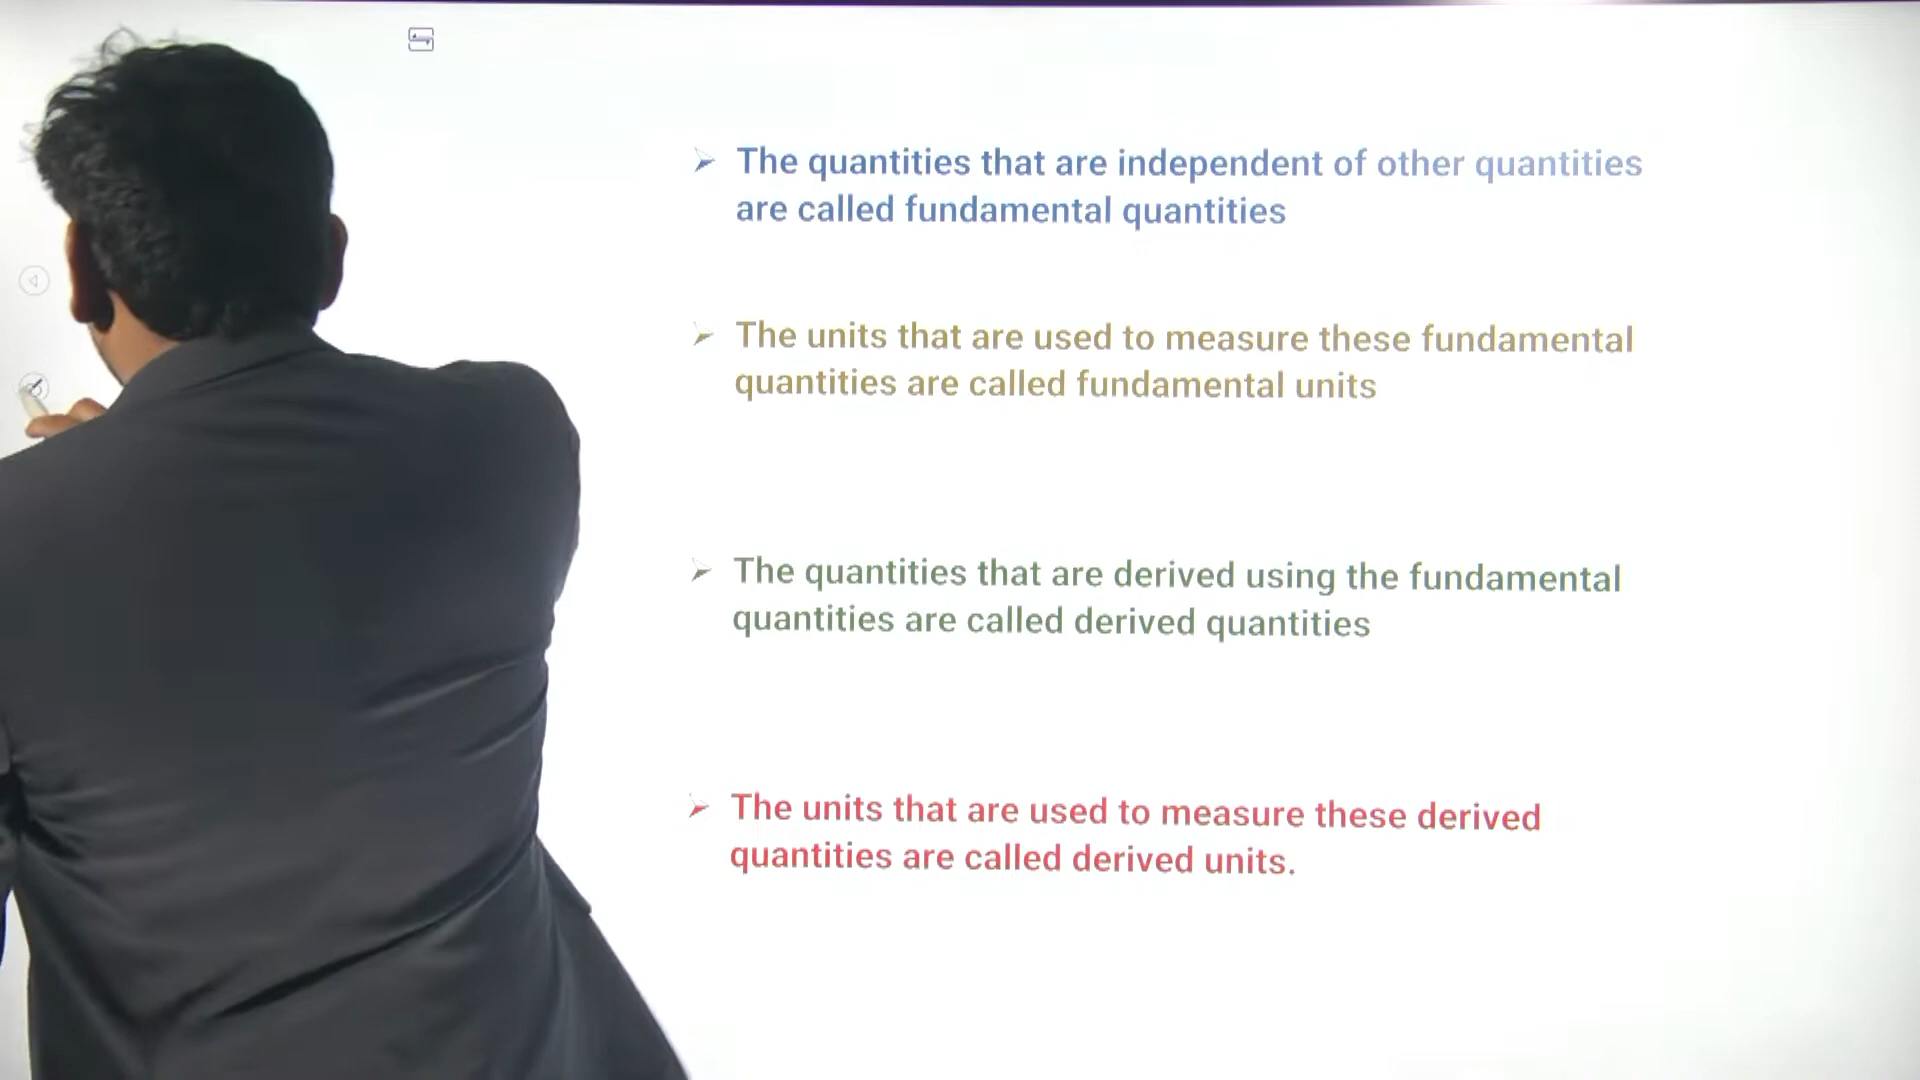 The quantities that are independent of other quantities
are called fundamental quantities
The units that are used to measure these fundamental
quantities are called fundamental units
The quantities that are derived using the fundamental
quantities are called derived quantities
The units that are used to measure these derived
quantities are called derived units.